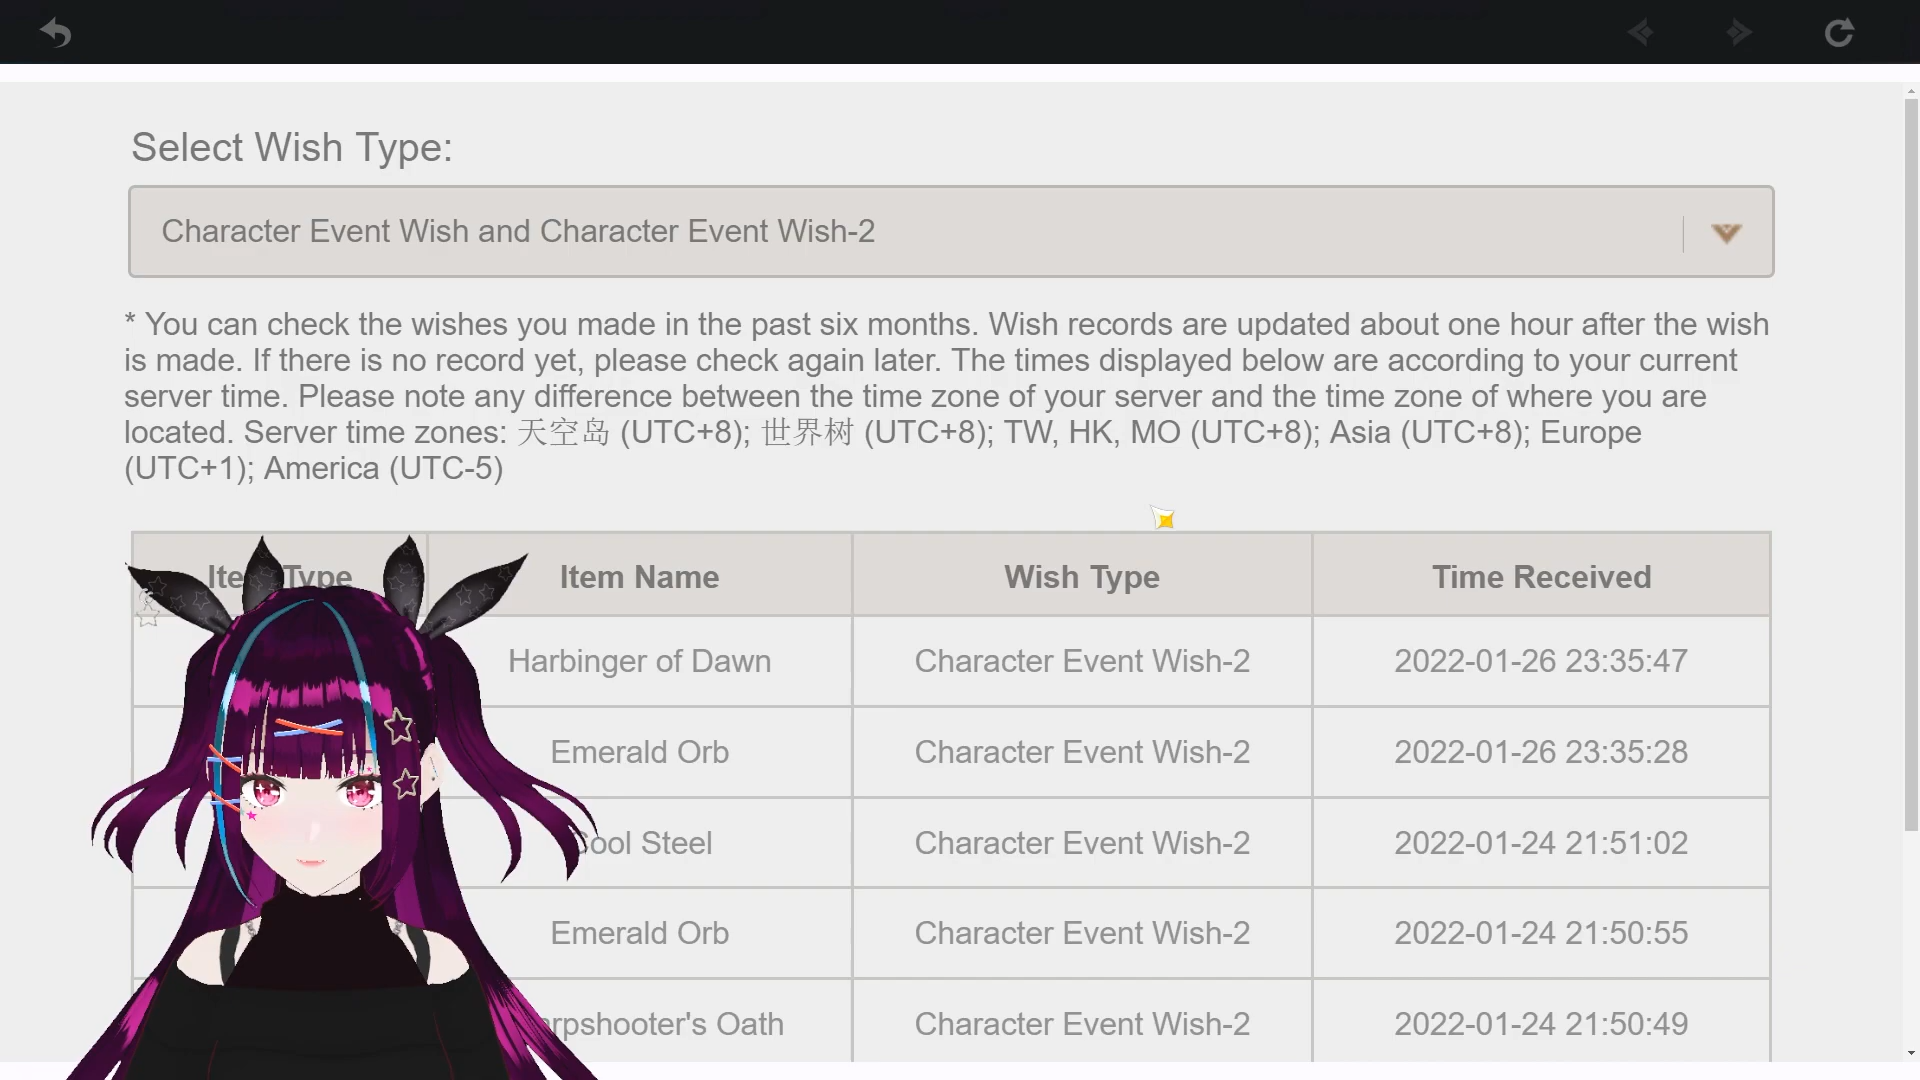 Select Wish Type:
Character Event Wish and Character Event Wish-2
* You can check the wishes you made in the past six months. Wish records are updated about one hour after the wish
is made. If there is no record yet, please check again later. The times displayed below are according to your current
server time. Please note any difference between the time zone of your server and the time zone of where you are
located. Server time zones: 天空岛 (UTC+8); 世界树 (UTC+8); TW, HK, MO (UTC+8); Asia (UTC+8); Europe
(UTC+1); America (UTC-5)
Type Item Name Wish Type Time Received
Harbinger of Dawn Character Event Wish-2 2022-01-26 23:35:47
Emerald Orb Character Event Wish-2 2022-01-26 23:35:28
Cool Steel Character Event Wish-2 2022-01-24 21:51:02
Emerald Orb Character Event Wish-2 2022-01-24 21:50:55
Oath Character Event Wish-2 2022-01-24 21:50:49